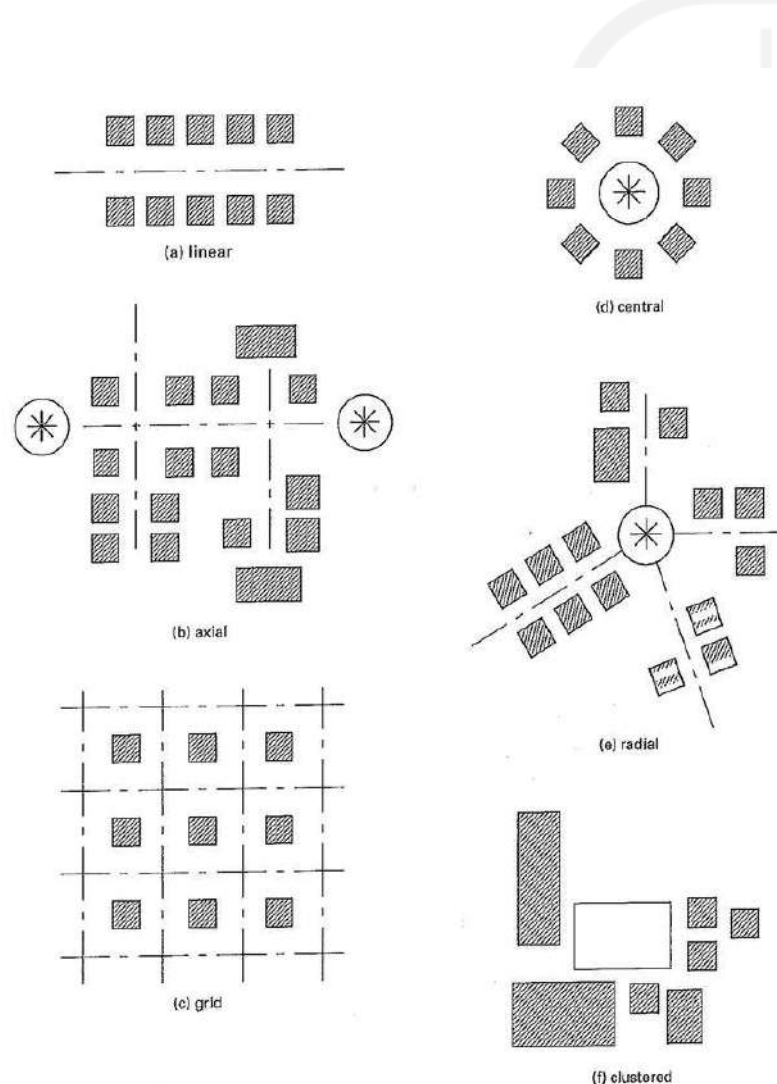 (a) linear
(b) axial
(c) grid
(d) central
(e) radial
(f) clustered